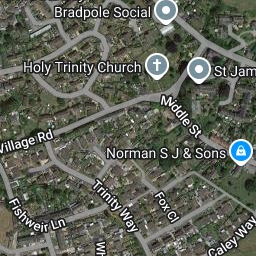 Bradpole Social
Holy Trinity Church
St Jam
Middle St
Village Rd
Norman S J & Sons
Fishweir Ln
Trinity Way
Fox Cl
Wh
Caley Way